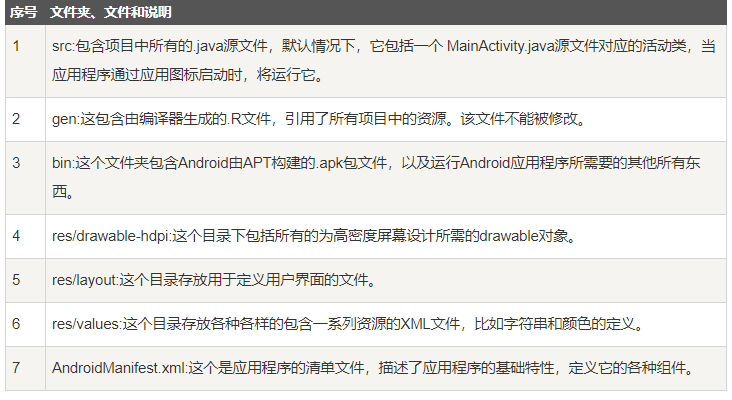 序号 文件夹、文件和说明
1 src:包含项目中所有的.java源文件，默认情况下，它包括一个 MainActivity.java源文件对应的活动类，当
应用程序通过应用图标启动时，将运行它。
2 gen:这包含由编译器生成的.R文件，引用了所有项目中的资源。该文件不能被修改。
3 bin:这个文件夹包含Android由APT构建的.apk包文件，以及运行Android应用程序所需要的其他所有东
西。
4 res/drawable-hdpi:这个目录下包括所有的为高密度屏幕设计所需的drawable对象。
5 res/layout:这个目录存放用于定义用户界面的文件。
6 res/values:这个目录存放各种各样的包含一系列资源的XML文件，比如字符串和颜色的定义。
7 AndroidManifest.xml:这个是应用程序的清单文件，描述了应用程序的基础特性，定义它的各种组件。